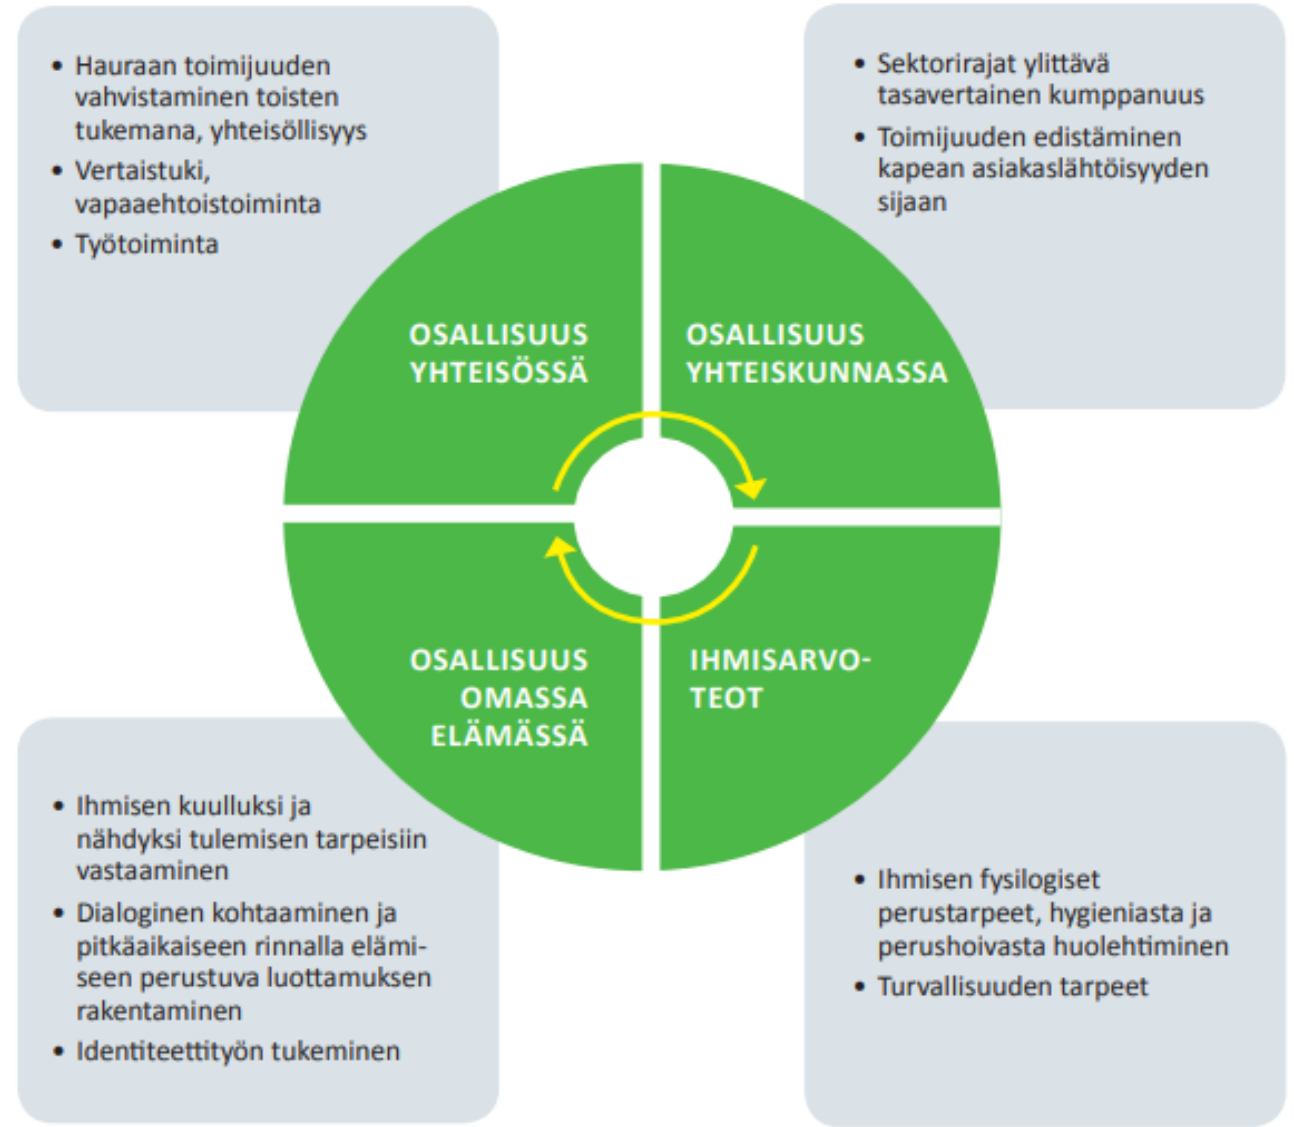 • Hauraan toimijuuden
vahvistaminen toisten
tukemana, yhteisöllisyys
• Vertaistuki,
vapaaehtoistoiminta
• Työtoiminta
• Sektorirajat ylittävä
tasavertainen kumppanuus
• Toimijuuden edistäminen
kapean asiakaslähtöisyyden
sijaan
OSALLISUUS
YHTEISÖSSÄ
OSALLISUUS
YHTEISKUNNASSA
OSALLISUUS
OMASSA
ELÄMÄSSÄ
IHMISARVO-
TEOT
• Ihmisen kuulluksi ja
nähdyksi tulemisen tarpeisiin
vastaaminen
• Dialoginen kohtaaminen ja
pitkäaikaiseen rinnalla elämi-
seen perustuva luottamuksen
rakentaminen
• Identiteettityön tukeminen
• Ihmisen fysilogiset
perustarpeet, hygieniasta ja
perushoivasta huolehtiminen
• Turvallisuuden tarpeet